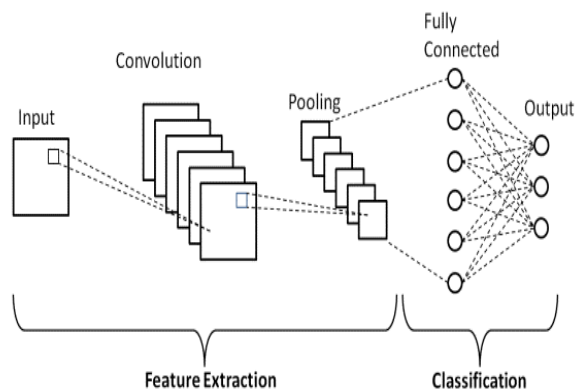 Input
Convolution
Pooling
Fully
Connected
Output
Feature Extraction
Classification